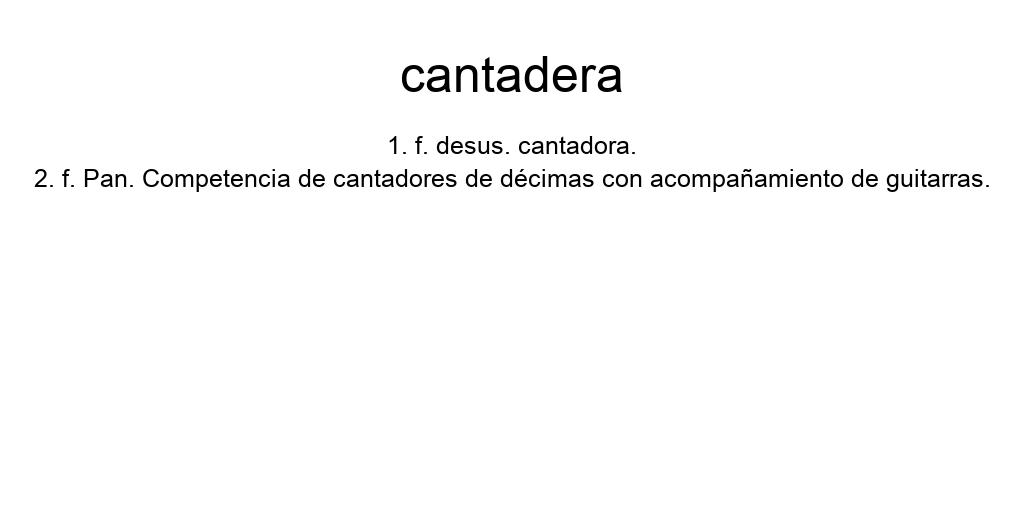 cantadera
1. f. desus. cantadora.
2. f. Pan. Competencia de cantadores de décimas con acompañamiento de guitarras.